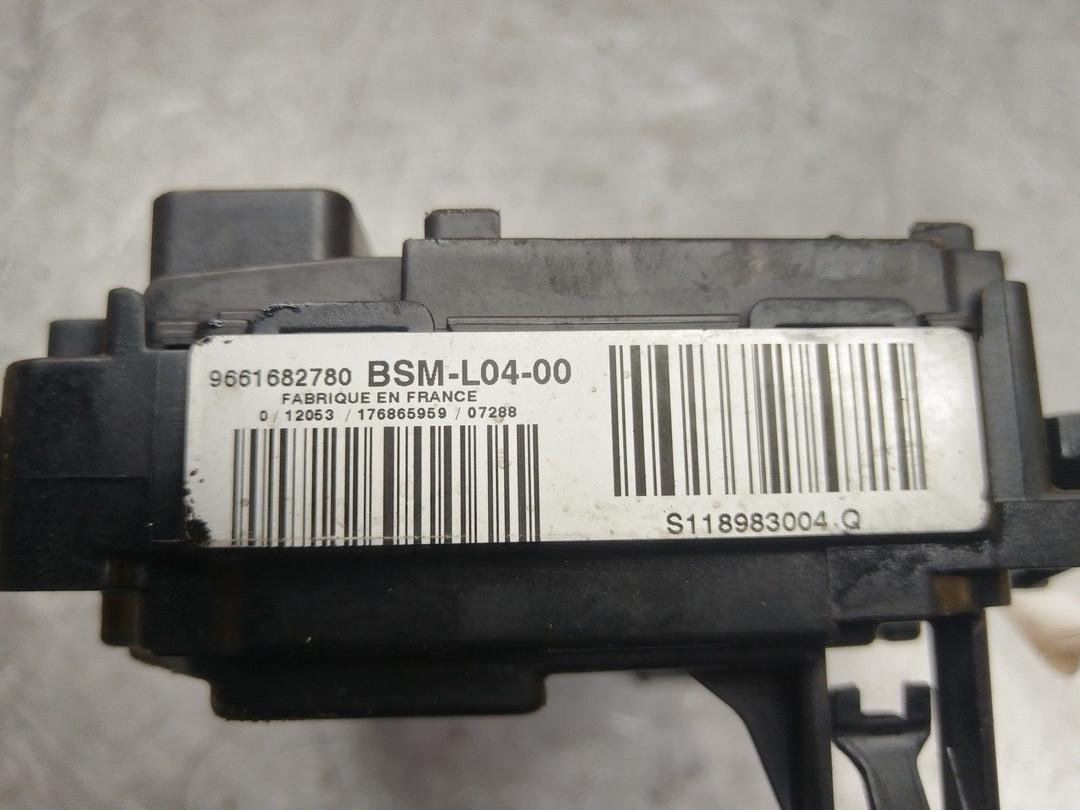 9661682780 BSM-L04-00
FABRIQUE EN FRANCE
0 / 12053 / 176865959 / 07288
S118983004 Q